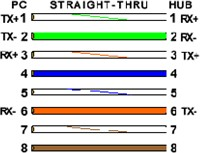 PC STRAIGHT-THRU HUB
TX+ 1 1 RX+
TX- 2 2 RX-
RX+ 3 3 TX+
4 4
5 5
RX- 6 6 TX-
7 7
8 8